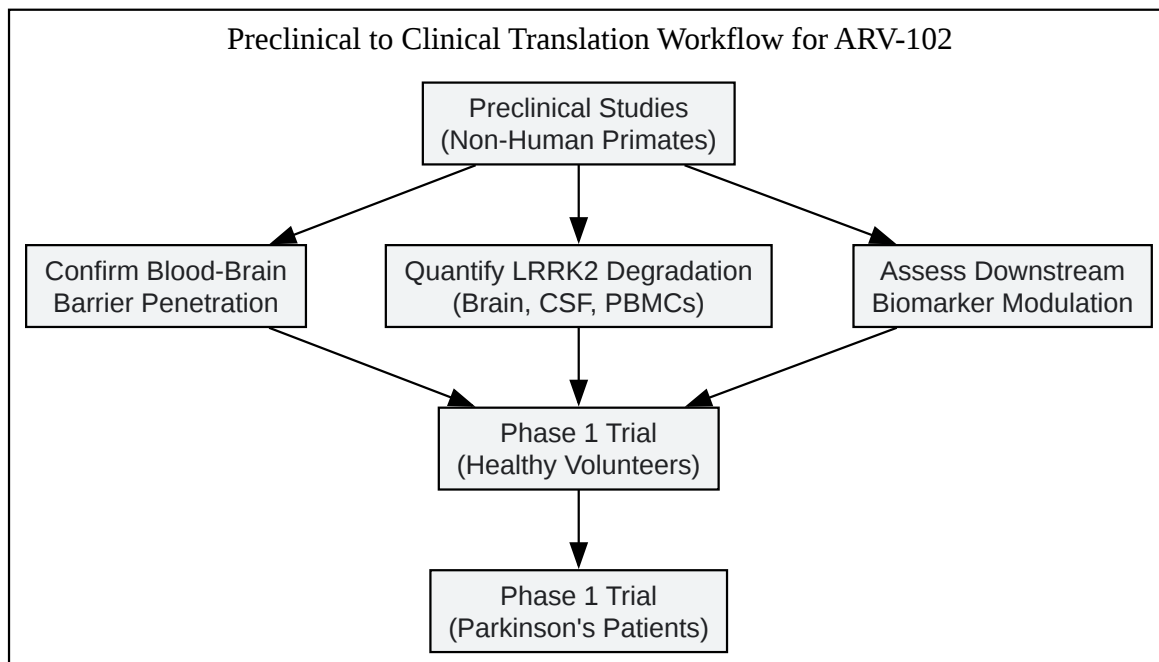 Preclinical to Clinical Translation Workflow for ARV-102
Preclinical Studies
(Non-Human Primates)
Confirm Blood-Brain
Barrier Penetration
Quantify LRRK2 Degradation
(Brain, CSF, PBMCs)
Assess Downstream
Biomarker Modulation
Phase 1 Trial
(Healthy Volunteers)
Phase 1 Trial
(Parkinson's Patients)